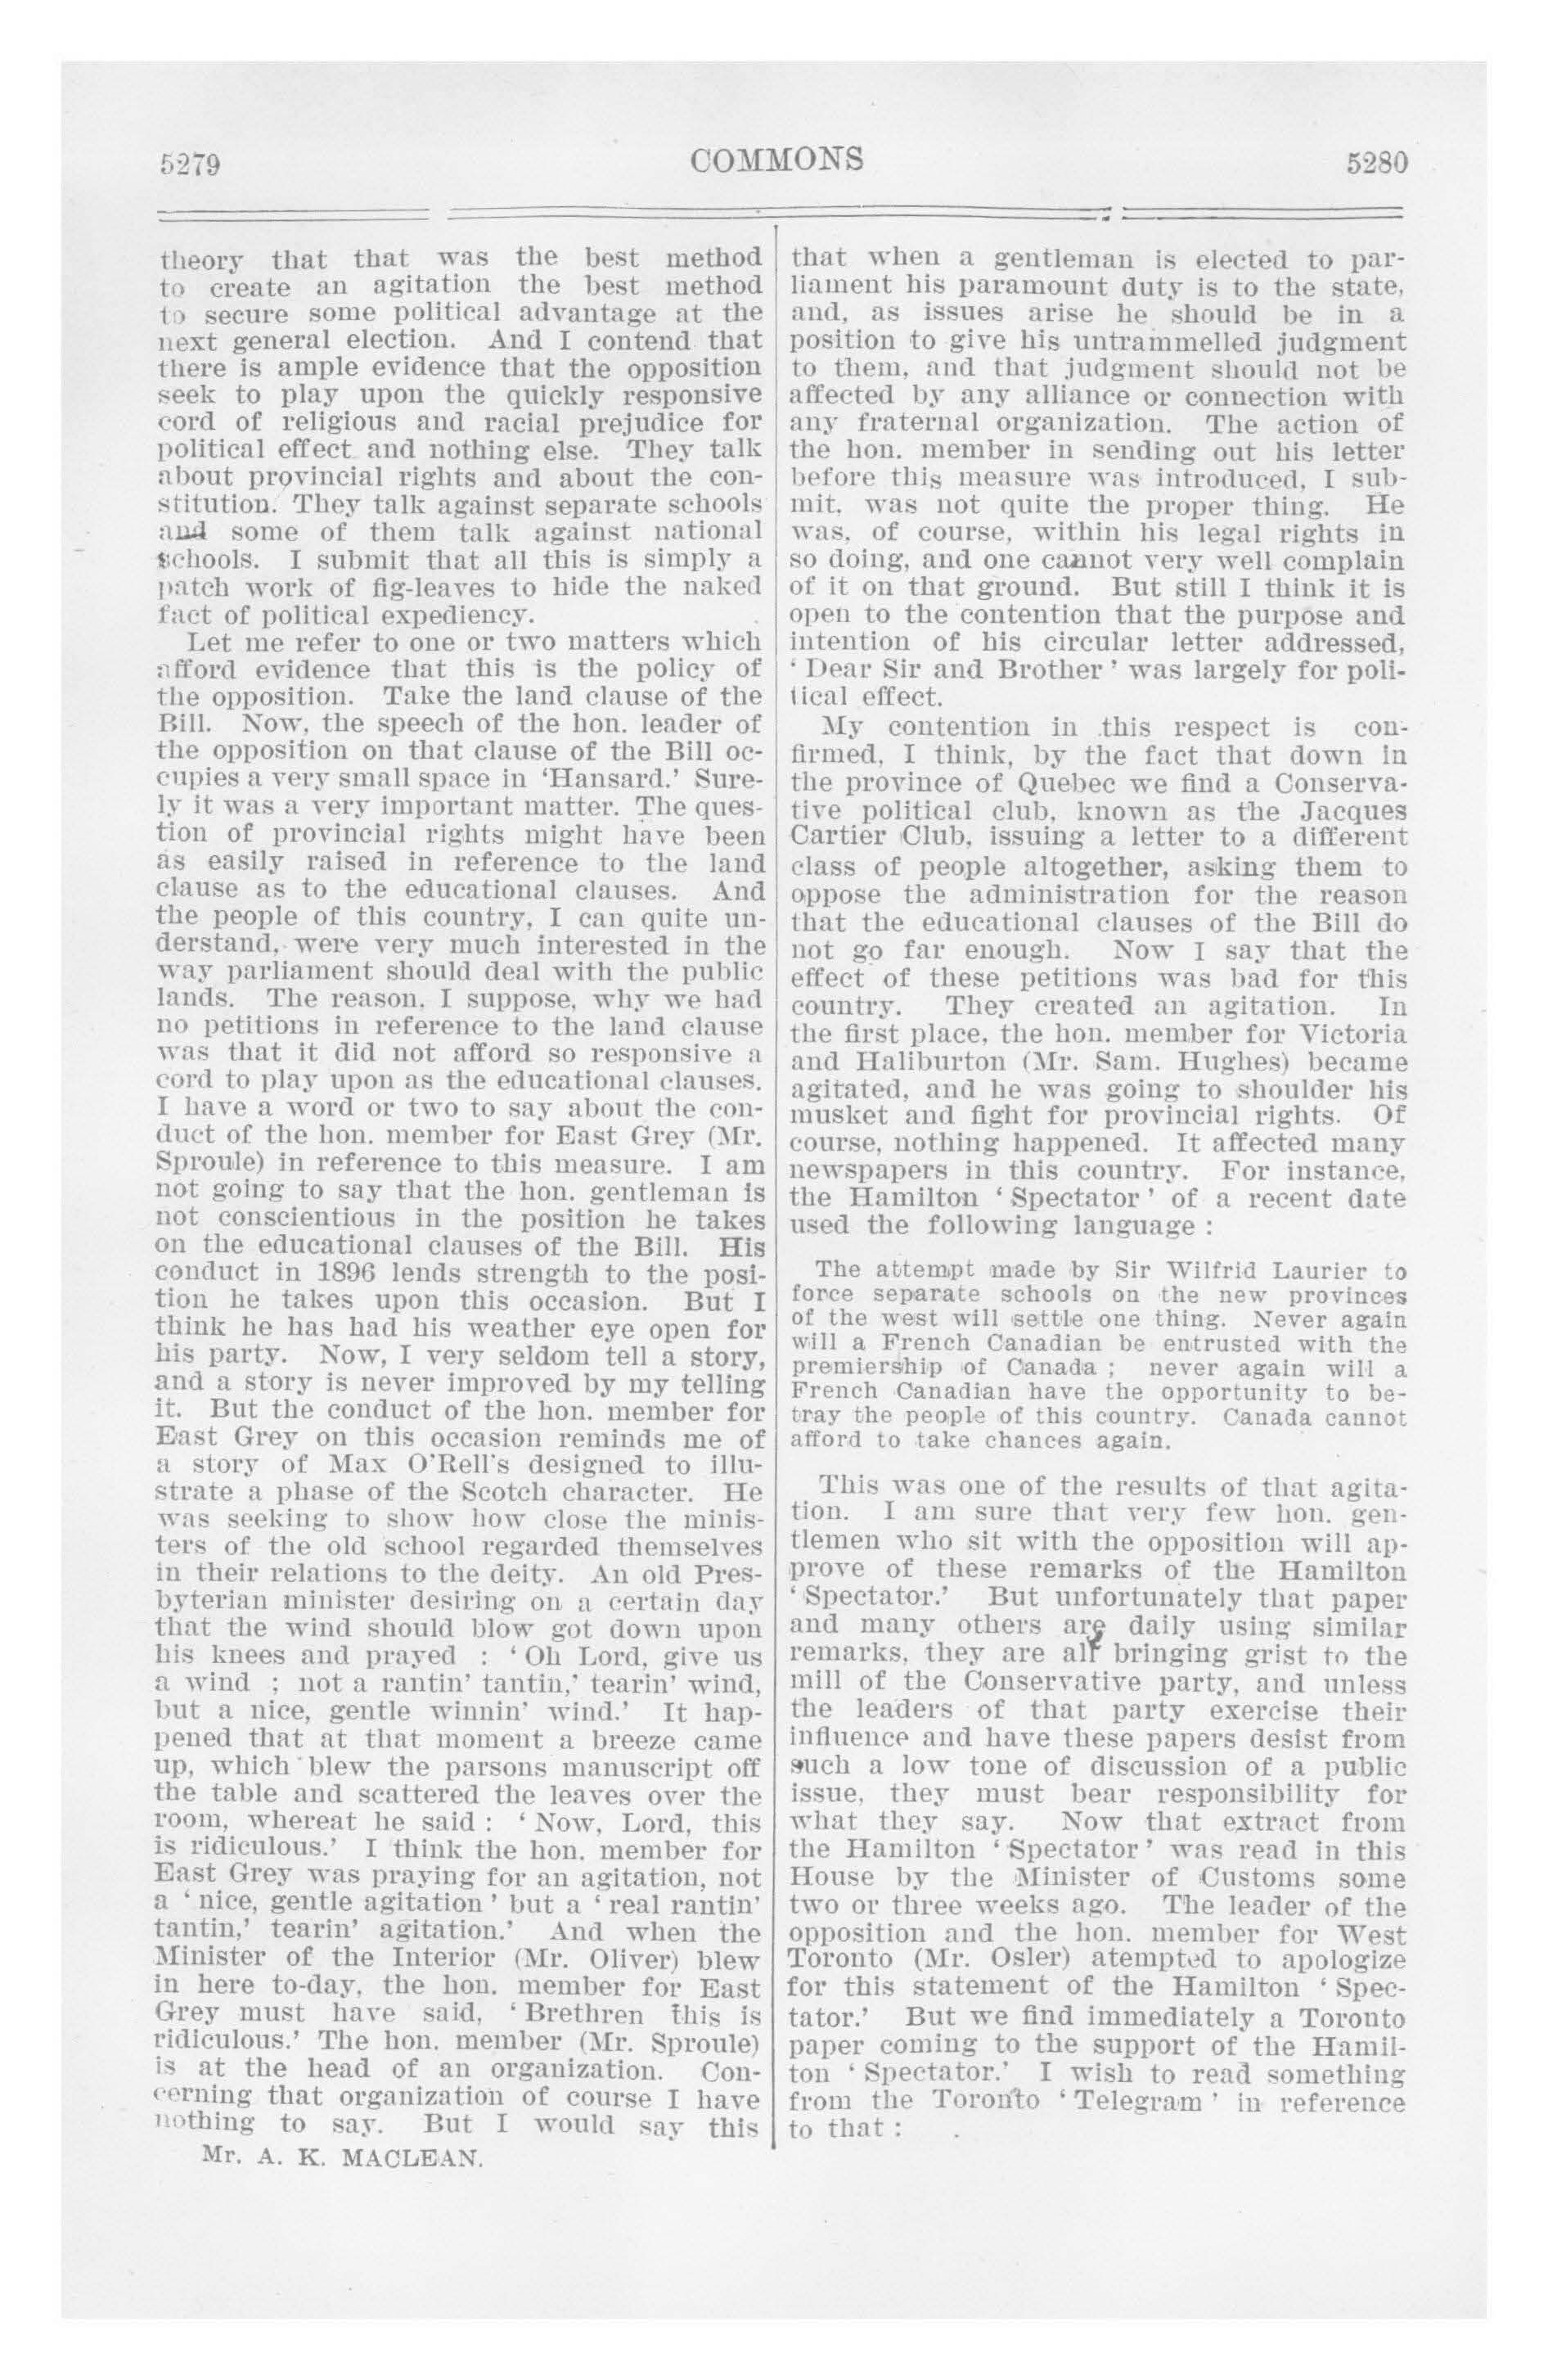 5279
COMMONS
5280
theory that that was the best method
to create an agitation the best method
to secure some political advantage at the
next general election. And I contend that
there is ample evidence that the opposition
seek to play upon the quickly responsive
cord of religious and racial prejudice for
political effect and nothing else. They talk
about provincial rights and about the con-
stitution. They talk against separate schools
and some of them talk against national
schools. I submit that all this is simply a
patch work of fig-leaves to hide the naked
fact of political expediency.
Let me refer to one or two matters which
afford evidence that this is the policy of
the opposition. Take the land clause of the
Bill. Now, the speech of the hon. leader of
the opposition on that clause of the Bill oc-
cupies a very small space in 'Hansard.' Sure-
ly it was a very important matter. The ques-
tion of provincial rights might have been
as easily raised in reference to the land
clause as to the educational clauses. And
the people of this country, I can quite un-
derstand, were very much interested in the
way parliament should deal with the public
lands. The reason, I suppose, why we had
no petitions in reference to the land clause
was that it did not afford so responsive a
cord to play upon as the educational clauses.
I have a word or two to say about the con-
duct of the hon. member for East Grey (Mr.
Sproule) in reference to this measure. I am
not going to say that the hon. gentleman is
not conscientious in the position he takes
on the educational clauses of the Bill. His
conduct in 1896 lends strength to the posi-
tion he takes upon this occasion. But I
think he has had his weather eye open for
his party. Now, I very seldom tell a story,
and a story is never improved by my telling
it. But the conduct of the hon. member for
East Grey on this occasion reminds me of
a story of Max O'Rell's designed to illu-
strate a phase of the Scotch character. He
was seeking to show how close the minis-
ters of the old school regarded themselves
in their relations to the deity. An old Pres-
byterian minister desiring on a certain day
that the wind should blow got down upon
his knees and prayed : ' Oh Lord, give us
a wind ; not a rantin' tantin,' tearin' wind,
but a nice, gentle winnin' wind.' It hap-
pened that at that moment a breeze came
up, which blew the parsons manuscript off
the table and scattered the leaves over the
room, whereat he said : ' Now, Lord, this
is ridiculous.' I think the hon. member for
East Grey was praying for an agitation, not
a ' nice, gentle agitation ' but a ' real rantin'
tantin,' tearin' agitation.' And when the
Minister of the Interior (Mr. Oliver) blew
in here to-day, the hon. member for East
Grey must have said, ' Brethren this is
ridiculous.' The hon. member (Mr. Sproule)
is at the head of an organization. Con-
cerning that organization of course I have
nothing to say. But I would say this
Mr. A. K. MACLEAN.
that when a gentleman is elected to par-
liament his paramount duty is to the state,
and, as issues arise he should be in a
position to give his untrammelled judgment
to them, and that judgment should not be
affected by any alliance or connection with
any fraternal organization. The action of
the hon. member in sending out his letter
before this measure was introduced, I sub-
mit, was not quite the proper thing. He
was, of course, within his legal rights in
so doing, and one cannot very well complain
of it on that ground. But still I think it is
open to the contention that the purpose and
intention of his circular letter addressed,
' Dear Sir and Brother ' was largely for poli-
tical effect.
My contention in this respect is con-
firmed, I think, by the fact that down in
the province of Quebec we find a Conserva-
tive political club, known as the Jacques
Cartier Club, issuing a letter to a different
class of people altogether, asking them to
oppose the administration for the reason
that the educational clauses of the Bill do
not go far enough. Now I say that the
effect of these petitions was bad for this
country. They created an agitation. In
the first place, the hon. member for Victoria
and Haliburton (Mr. Sam. Hughes) became
agitated, and he was going to shoulder his
musket and fight for provincial rights. Of
course, nothing happened. It affected many
newspapers in this country. For instance,
the Hamilton ' Spectator ' of a recent date
used the following language :
The attempt made by Sir Wilfrid Laurier to
force separate schools on the new provinces
of the west will settle one thing. Never again
will a French Canadian be entrusted with the
premiership of Canada ; never again will a
French Canadian have the opportunity to be-
tray the people of this country. Canada cannot
afford to take chances again.
This was one of the results of that agita-
tion. I am sure that very few hon. gen-
tlemen who sit with the opposition will ap-
prove of these remarks of the Hamilton
' Spectator.' But unfortunately that paper
and many others are daily using similar
remarks, they are all bringing grist to the
mill of the Conservative party, and unless
the leaders of that party exercise their
influence and have these papers desist from
such a low tone of discussion of a public
issue, they must bear responsibility for
what they say. Now that extract from
the Hamilton ' Spectator ' was read in this
House by the Minister of Customs some
two or three weeks ago. The leader of the
opposition and the hon. member for West
Toronto (Mr. Osler) atempted to apologize
for this statement of the Hamilton ' Spec-
tator.' But we find immediately a Toronto
paper coming to the support of the Hamil-
ton ' Spectator.' I wish to read something
from the Toronto ' Telegram ' in reference
to that :